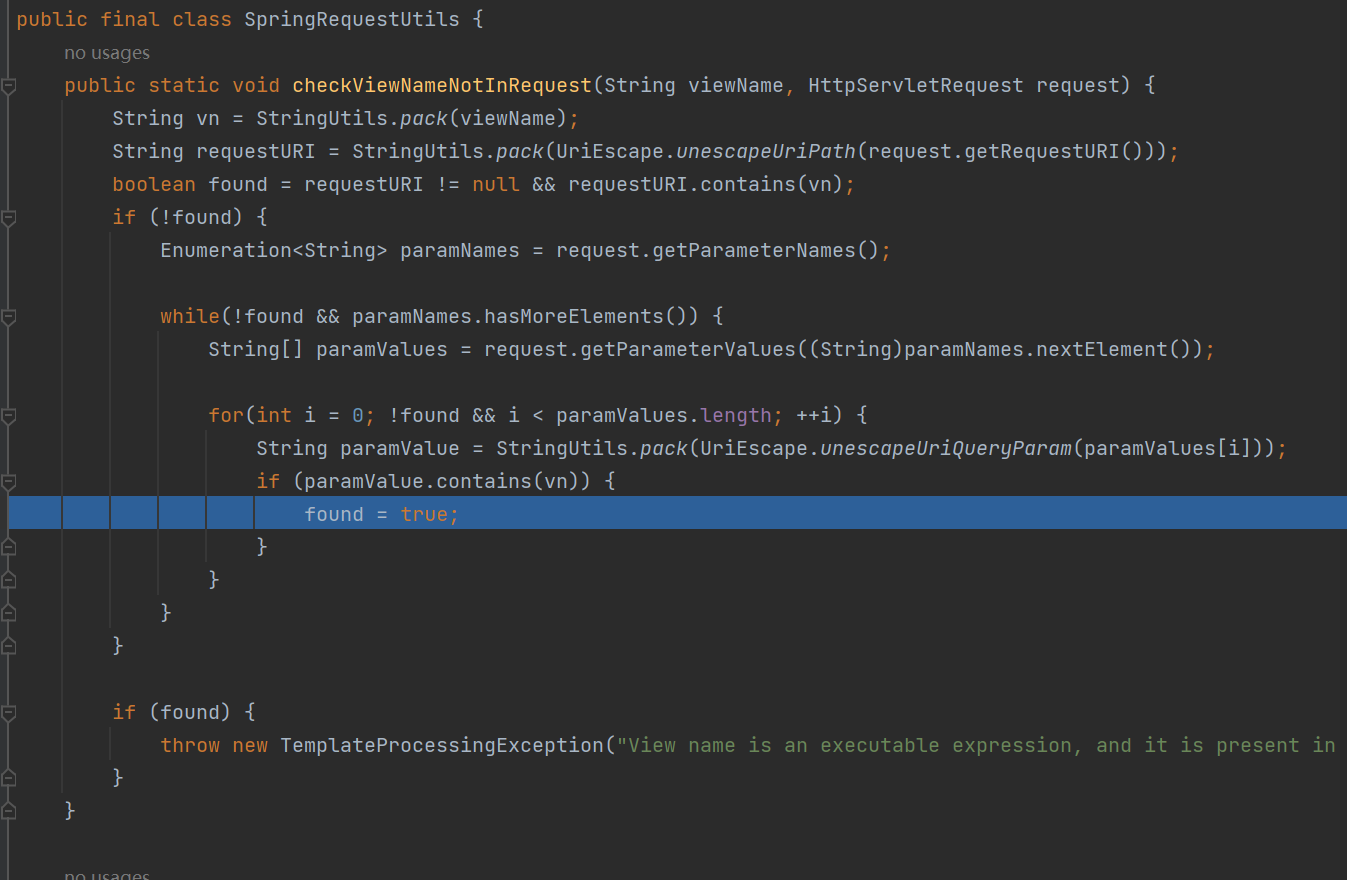 public final class SpringRequestUtils {
no usages
public static void checkViewNameNotInRequest(String viewName, HttpServletRequest request) {
String vn = StringUtils.pack(viewName);
String requestURI = StringUtils.pack(UriEscape.unescapeUriPath(request.getRequestURI()));
boolean found = requestURI != null && requestURI.contains(vn);
if (!found) {
Enumeration<String> paramNames = request.getParameterNames();
while(!found && paramNames.hasMoreElements()) {
String[] paramValues = request.getParameterValues((String)paramNames.nextElement());
for(int i = 0; !found && i < paramValues.length; ++i) {
String paramValue = StringUtils.pack(UriEscape.unescapeUriQueryParam(paramValues[i]));
if (paramValue.contains(vn)) {
found = true;
}
}
}
}
if (found) {
throw new TemplateProcessingException("View name is an executable expression, and it is present in
}
}
no usages